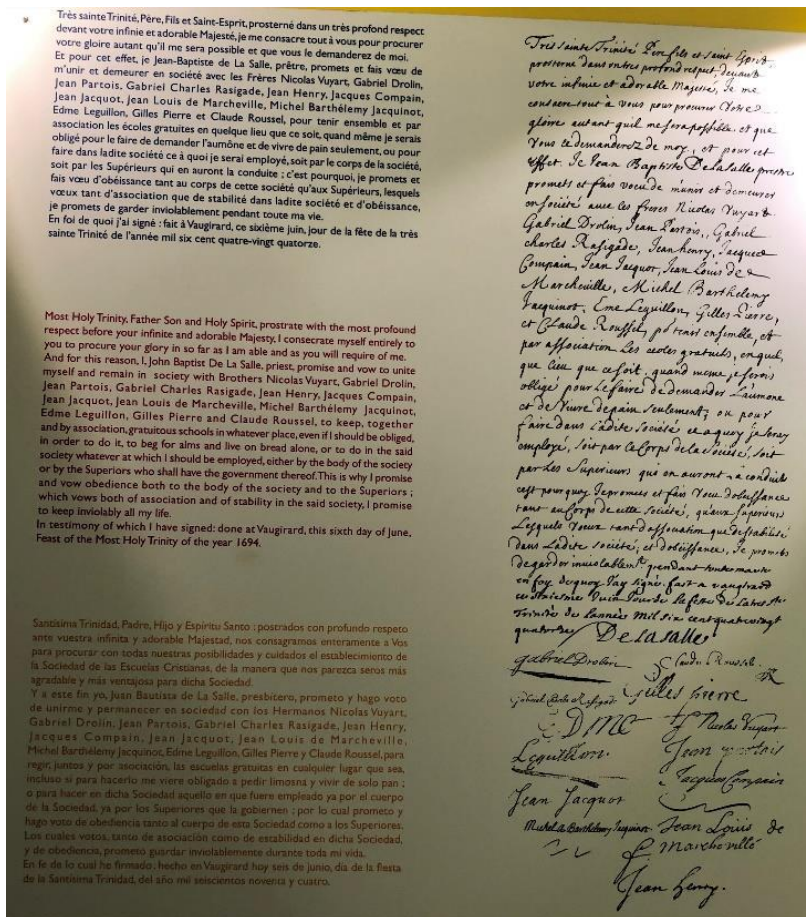 Très sainte Trinité, Père, Fils et Saint-Esprit, prosterné dans un très profond respect
devant votre infinie et adorable Majesté, je me consacre tout à vous pour procurer
votre gloire autant qu'il me sera possible et que vous le demanderez de moi.
Et pour cet effet, je Jean-Baptiste de La Salle, prêtre, promets et fais vœu de
m'unir et demeurer en société avec les Frères Nicolas Vuyart, Gabriel Drolin,
Jean Partois, Gabriel Charles Rasigade, Jean Henry, Jacques Compain,
Jean Jacquot, Jean Louis de Marcheville, Michel Barthélemy Jacquinot,
Edme Leguillon, Gilles Pierre et Claude Roussel, pour tenir ensemble et par
association les écoles gratuites en quelque lieu que ce soit, quand même je serais
obligé pour le faire de demander l'aumône et de vivre de pain seulement, ou pour
faire dans ladite société ce à quoi je serai employé, soit par le corps de la société,
soit par les Supérieurs qui en auront la conduite ; c'est pourquoi, je promets et
fais vœu d'obéissance tant au corps de cette société qu'aux Supérieurs, lesquels
vœux tant d'association que de stabilité dans ladite société et d'obéissance,
je promets de garder inviolablement pendant toute ma vie.
En foi de quoi j'ai signé : fait à Vaugirard, ce sixième juin, jour de la fête de la très
sainte Trinité de l'année mil six cent quatre-vingt quatorze.
Most Holy Trinity, Father Son and Holy Spirit, prostrate with the most profound
respect before your infinite and adorable Majesty, I consecrate myself entirely to
you to procure your glory in so far as I am able and as you will require of me.
And for this reason, I, John Baptist De La Salle, priest, promise and vow to unite
myself and remain in society with Brothers Nicolas Vuyart, Gabriel Drolin,
Jean Partois, Gabriel Charles Rasigade, Jean Henry, Jacques Compain,
Jean Jacquot, Jean Louis de Marcheville, Michel Barthélemy Jacquinot,
Edme Leguillon, Gilles Pierre and Claude Roussel, to keep, together
and by association, gratuitous schools in whatever place, even if I should be obliged,
in order to do it, to beg for alms and live on bread alone, or to do in the said
society whatever at which I should be employed, either by the body of the society
or by the Superiors who shall have the government thereof. This is why I promise
and vow obedience both to the body of the society and to the Superiors ;
which vows both of association and of stability in the said society, I promise
to keep inviolably all my life.
In testimony of which I have signed: done at Vaugirard, this sixth day of June,
Feast of the Most Holy Trinity of the year 1694.
Santísima Trinidad, Padre, Hijo y Espíritu Santo : postrados con profundo respeto
ante vuestra infinita y adorable Majestad, nos consagramos enteramente a Vos
para procurar con todas nuestras posibilidades y cuidados el establecimiento de
la Sociedad de las Escuelas Cristianas, de la manera que nos parezca seros más
agradable y más ventajosa para dicha Sociedad.
Y a este fin yo, Juan Bautista de La Salle, presbítero, prometo y hago voto
de unirme y permanecer en sociedad con los Hermanos Nicolas Vuyart,
Gabriel Drolin, Jean Partois, Gabriel Charles Rasigade, Jean Henry,
Jacques Compain, Jean Jacquot, Jean Louis de Marcheville,
Michel Barthélemy Jacquinot, Edme Leguillon, Gilles Pierre y Claude Roussel, para
regir, juntos y por asociación, las escuelas gratuitas en cualquier lugar que sea,
incluso si para hacerlo me viere obligado a pedir limosna y vivir de solo pan ;
o para hacer en dicha Sociedad aquello en que fuere empleado ya por el cuerpo
de la Sociedad, ya por los Superiores que la gobiernen ; por lo cual prometo y
hago voto de obediencia tanto al cuerpo de esta Sociedad como a los Superiores.
Los cuales votos, tanto de asociación como de estabilidad en dicha Sociedad,
y de obediencia, prometo guardar inviolablemente durante toda mi vida.
En fe de lo cual he firmado ; hecho en Vaugirard hoy seis de junio, día de la fiesta
de la Santísima Trinidad, del año mil seiscientos noventa y cuatro.
Tres sainte Trinité Pere fils et saint Esprit
prosterne dans un tres profond respect devant
votre infinie et adorable Majesté, Je me
consacre tout a vous pour procurer votre
gloire autant quil me sera possible et que
vous le demanderez de moy, et pour cet
effet Je Jean Baptiste De la salle prestre
promets et fais voeu de munir et demeurer
en société avec les freres Nicolas Vuyart
Gabriel Drolin, Jean Partois, Gabriel
charles Rasigade, Jean henry, Jacques
Compain, Jean Jacquot, Jean Louis de
Marcheville, Michel Barthelemy
Jacquinot, Eme Leguillon, Gilles Pierre,
et Claude Roussel, po tenir ensemble, et
par association Les ecoles gratuites, en quel
que lieu que ce soit, quand meme je serois
obligé pour le faire de demander L'aumone
et de vivre de pain seulement; ou pour
faire dans Ladite société ce a quoy je seray
employé, soit par le Corps de la Société, soit
par Les Superieurs qui en auront la conduite
cest pour quoy Je promes et fais voeu dobeissance
tant au Corps de cette Société, quaux superieurs
Lesquels voeux tant dassociation que de stabilité
dans Ladite société, et dobeissance, Je promets
de garder inviolablemt pendant toute ma vie
en foy de quoy Jay signé. fait a vaugirard
ce sixiesme Juin Jour de la feste de la tres ste
Trinité de Lannée Mil six cent quatre vingt
quatorze De La salle
Gabriel Drolin Claude Roussel
Gabriel Charle Rasigade Gilles Pierre
EDME Nicolas Vuyart
Leguillon. Jean partois
Jacques Compain
Jean Jacquot
Michel Barthelemy Jacquinot Jean Louis de
Marchevillé
Jean henry.